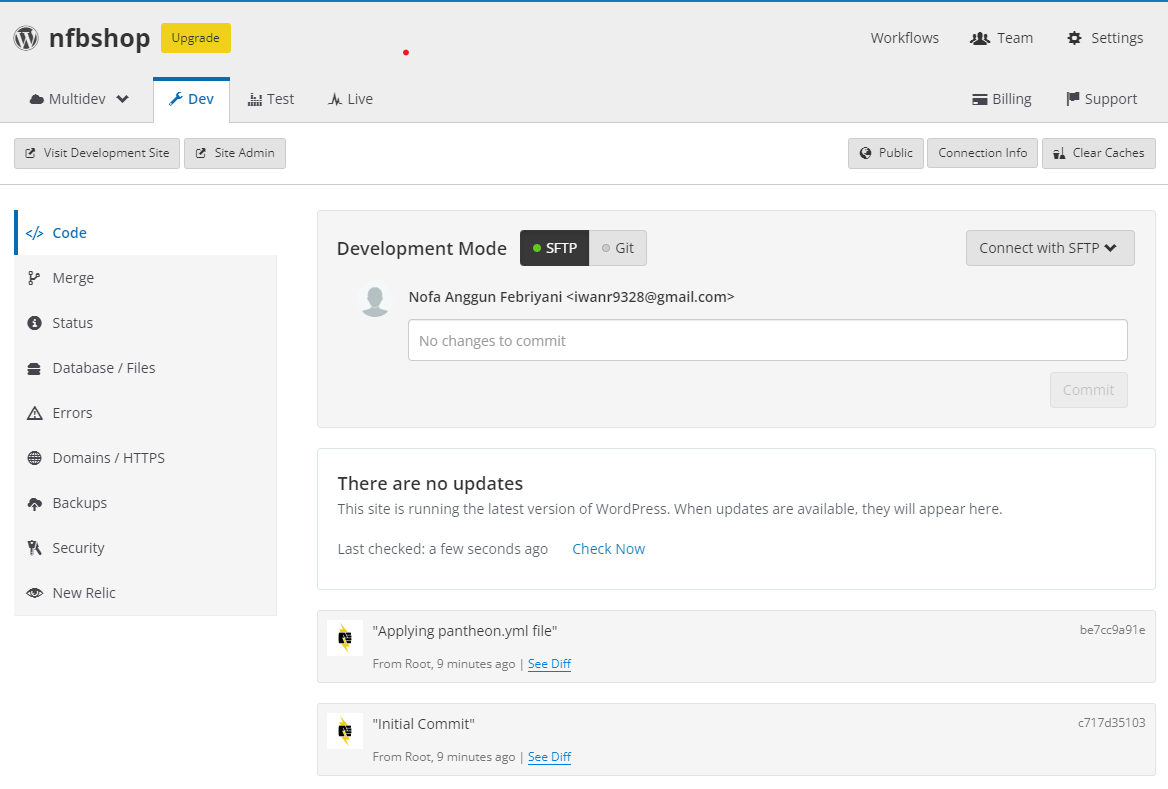 nfbshop
Upgrade
Workflows
Team
Settings
Multidev
Dev
Test
Live
Billing
Support
Visit Development Site
Site Admin
Public
Connection Info
Clear Caches
</> Code
Merge
Status
Database / Files
Errors
Domains / HTTPS
Backups
Security
New Relic
Development Mode
SFTP
Git
Connect with SFTP
Nofa Anggun Febriyani <iwanr9328@gmail.com>
No changes to commit
Commit
There are no updates
This site is running the latest version of WordPress. When updates are available, they will appear here.
Last checked: a few seconds ago
Check Now
"Applying pantheon.yml file"
be7cc9a91e
From Root, 9 minutes ago | See Diff
"Initial Commit"
c717d35103
From Root, 9 minutes ago | See Diff